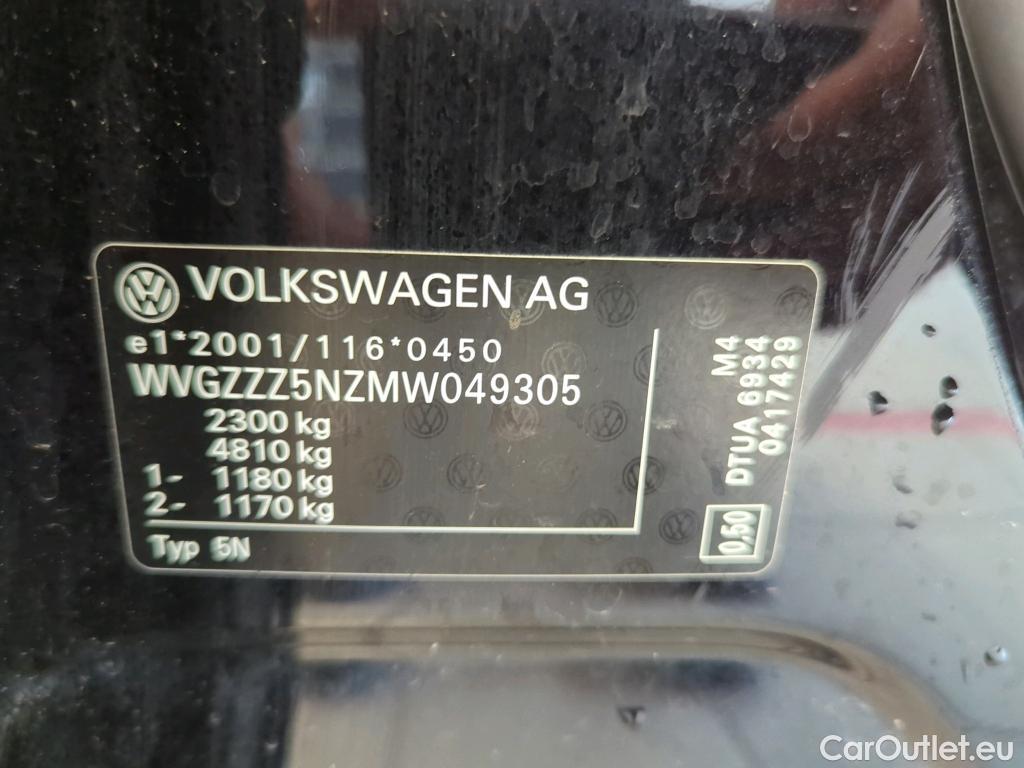 VOLKSWAGEN AG
e1*2001/116*0450
WVGZZZ5NZMW049305
2300 kg
4810 kg
1- 1180 kg
2- 1170 kg
Typ 5N
M4
DTUA 6934
0417429
0,50
CarOutlet.eu